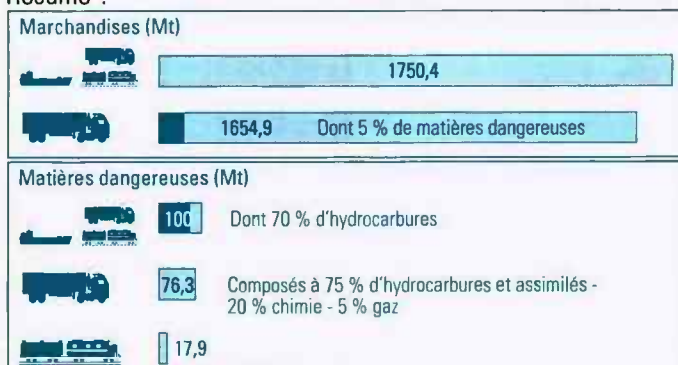 Résumé :
Marchandises (Mt)
1750,4
1654,9 Dont 5 % de matières dangereuses
Matières dangereuses (Mt)
100 Dont 70 % d'hydrocarbures
76,3 Composés à 75 % d'hydrocarbures et assimilés -
20 % chimie - 5 % gaz
17,9